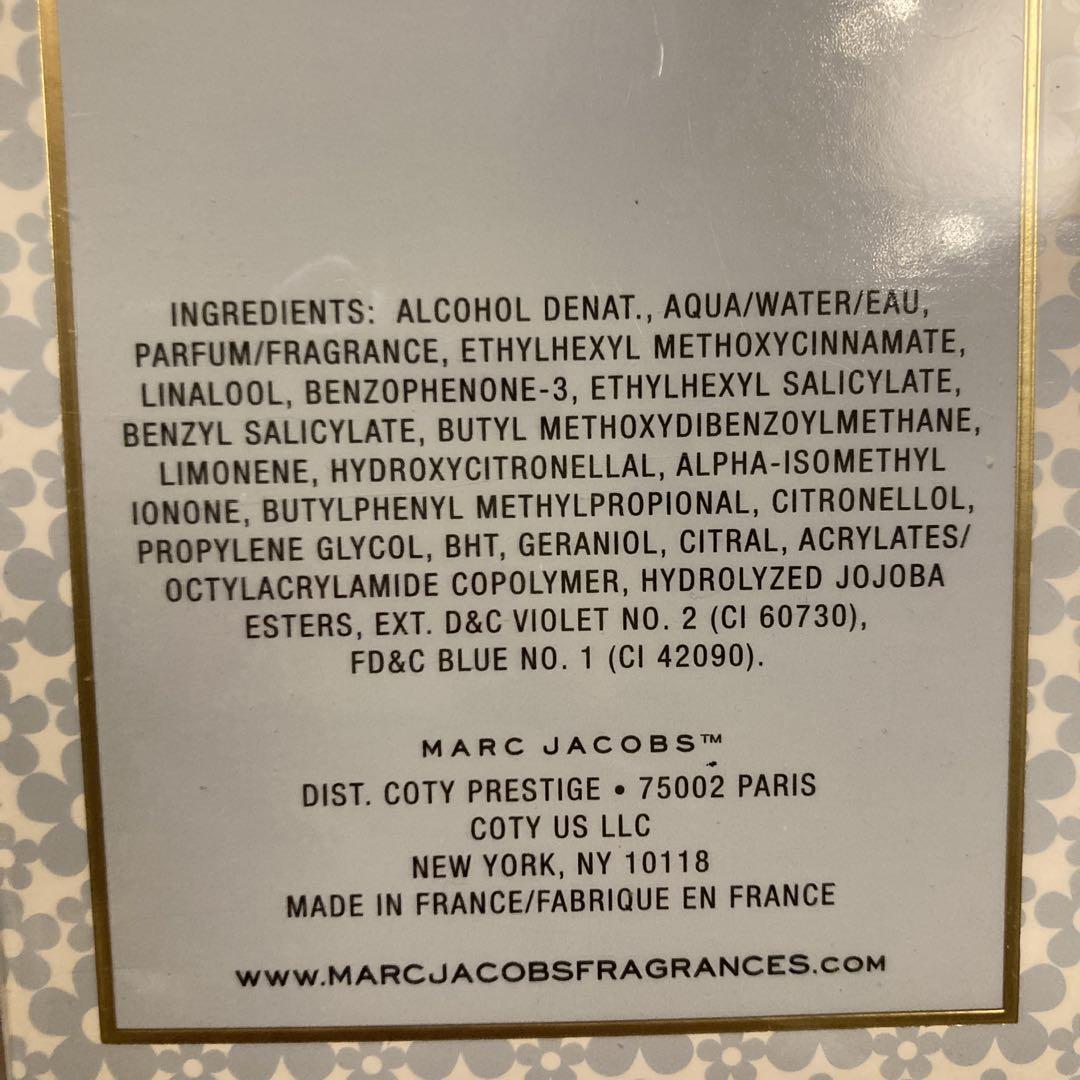 INGREDIENTS: ALCOHOL DENAT., AQUA/WATER/EAU,
PARFUM/FRAGRANCE, ETHYLHEXYL METHOXYCINNAMATE,
LINALOOL, BENZOPHENONE-3, ETHYLHEXYL SALICYLATE,
BENZYL SALICYLATE, BUTYL METHOXYDIBENZOYLMETHANE,
LIMONENE, HYDROXYCITRONELLAL, ALPHA-ISOMETHYL
IONONE, BUTYLPHENYL METHYLPROPIONAL, CITRONELLOL,
PROPYLENE GLYCOL, BHT, GERANIOL, CITRAL, ACRYLATES/
OCTYLACRYLAMIDE COPOLYMER, HYDROLYZED JOJOBA
ESTERS, EXT. D&C VIOLET NO. 2 (CI 60730),
FD&C BLUE NO. 1 (CI 42090).
MARC JACOBS™
DIST. COTY PRESTIGE • 75002 PARIS
COTY US LLC
NEW YORK, NY 10118
MADE IN FRANCE/FABRIQUE EN FRANCE
WWW.MARCJACOBSFRAGRANCES.COM